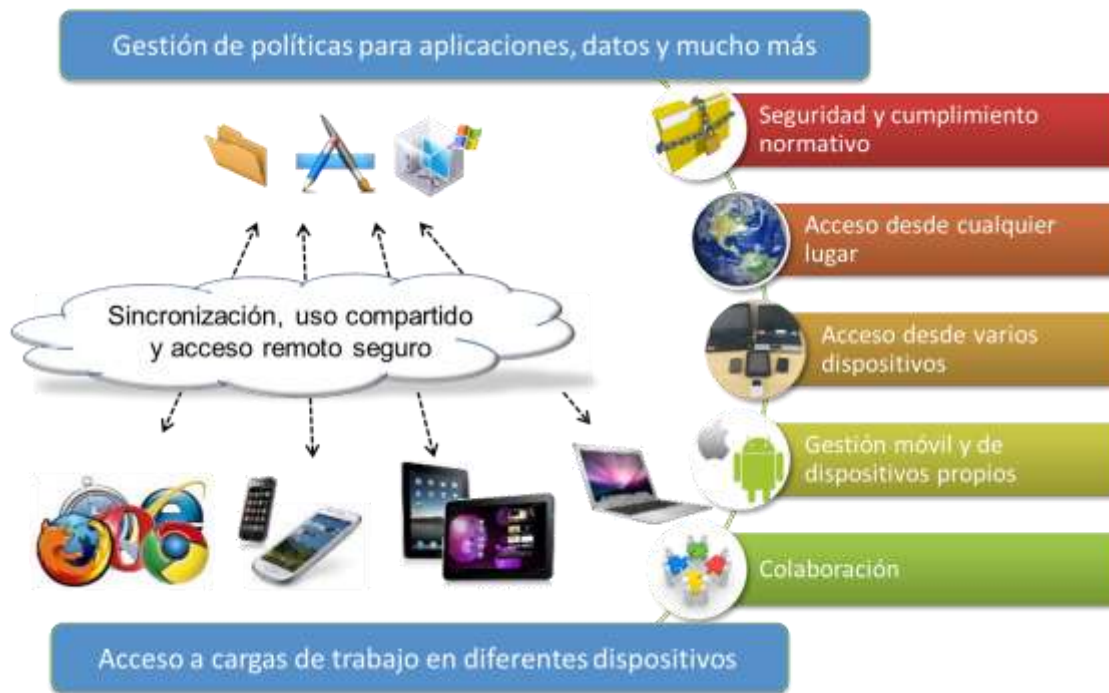 Gestión de políticas para aplicaciones, datos y mucho más
Seguridad y cumplimiento
normativo
Acceso desde cualquier
lugar
Sincronización, uso compartido
y acceso remoto seguro
Acceso desde varios
dispositivos
Gestión móvil y de
dispositivos propios
Colaboración
Acceso a cargas de trabajo en diferentes dispositivos